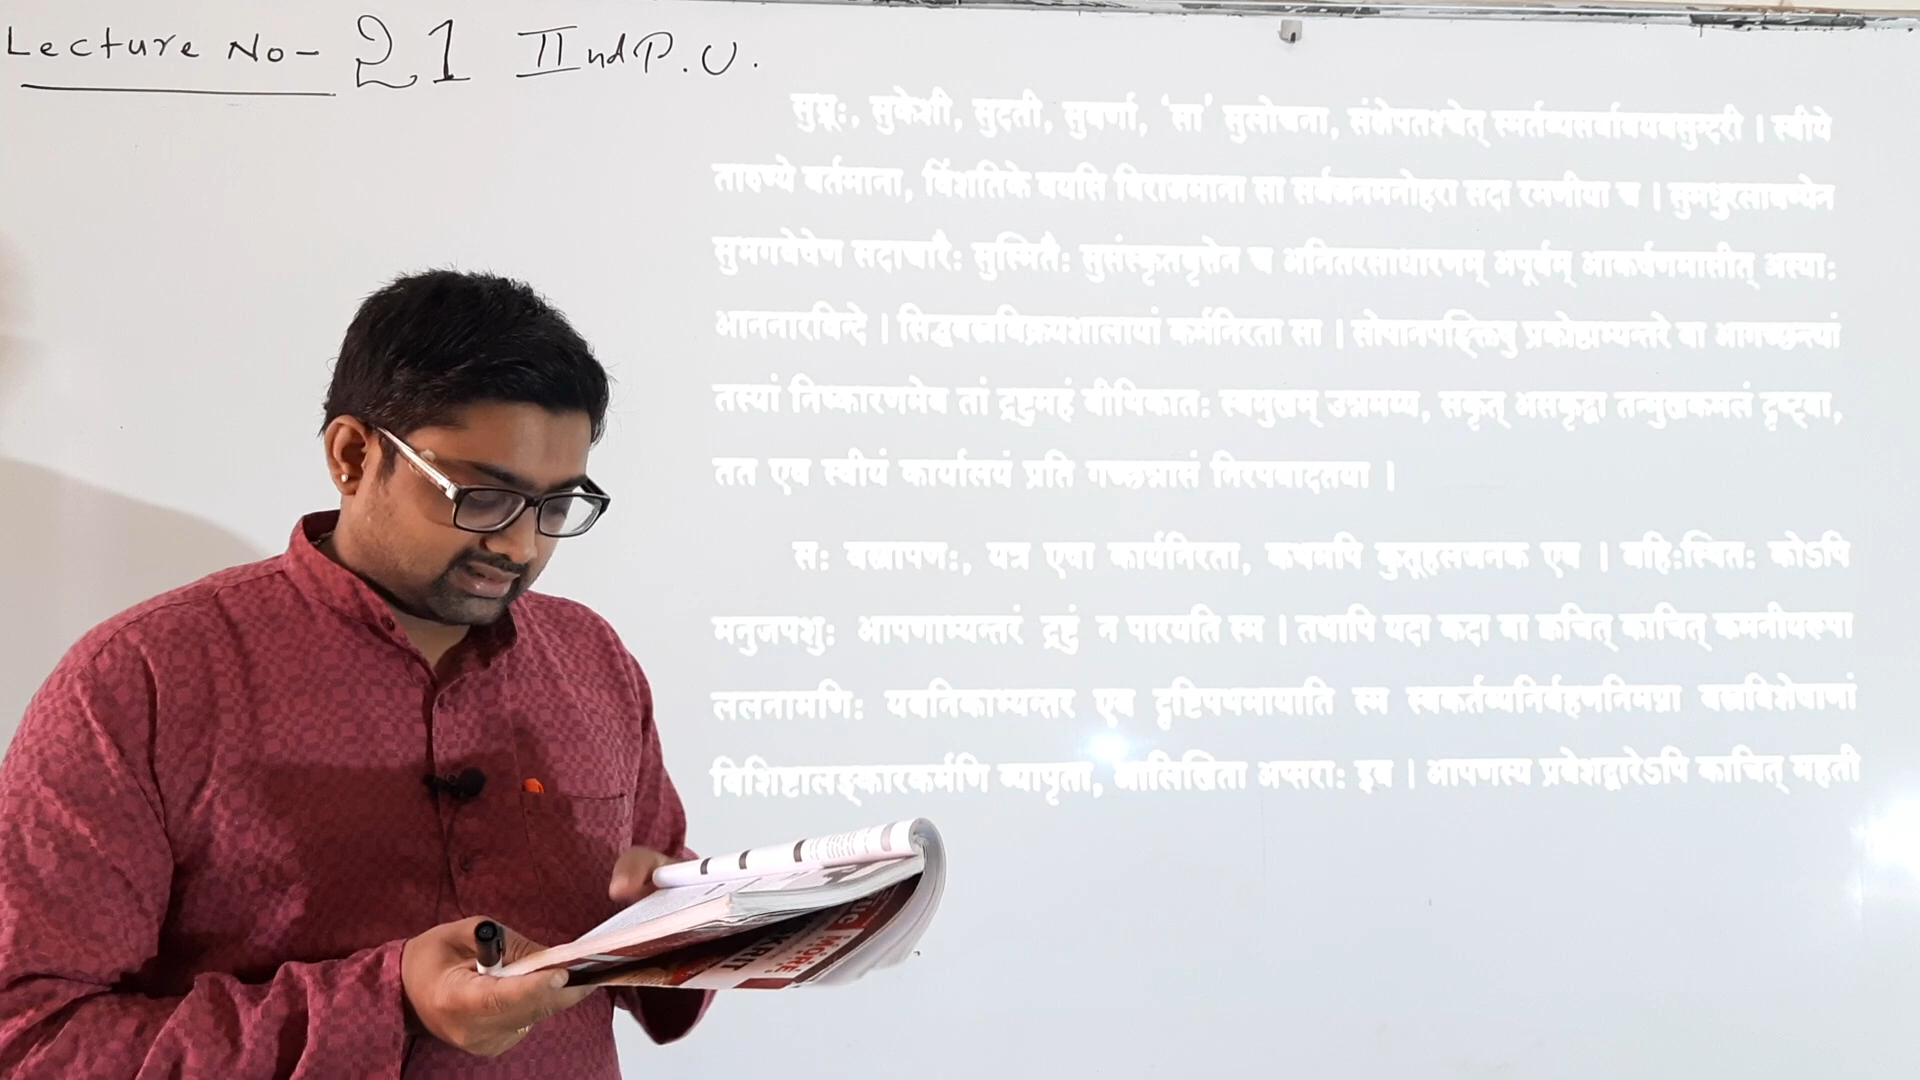 Lecture No- 21 IInd P.U.
सुभ्रूः, सुकेशी, सुदती, सुवर्णा, 'सा' सुलोचना, संक्षेपतश्चेत् स्मर्तव्यसर्वावयवसुन्दरी । स्वीये
तारुण्ये वर्तमाना, विंशतिके वयसि विराजमाना सा सर्वजनमनोहरा सदा रमणीया च । सुमधुरलावण्येन
सुभगवेषेण सदाचारैः सुस्मितैः सुसंस्कृतवृत्तेन च अनितरसाधारणम् अपूर्वम् आकर्षणमासीत् अस्याः
आननारविन्दे । सिद्धवस्त्रविक्रयशालायां कर्मनिरता सा । सोपानपङ्क्तिषु प्रकोष्ठाभ्यन्तरे वा आगच्छन्त्यां
तस्यां निष्कारणमेव तां द्रष्टुमहं वीथिकातः स्वमुखम् उन्नमय्य, सकृत् असकृद्वा तन्मुखकमलं दृष्ट्वा,
तत एव स्वीयं कार्यालयं प्रति गच्छन्नासं निरपवादतया ।
सः वस्त्रापणः, यत्र एषा कार्यनिरता, कथमपि कुतूहलजनक एव । बहिःस्थितः कोऽपि
मनुजपशुः आपणाभ्यन्तरं द्रष्टुं न पारयति स्म । तथापि यदा कदा वा क्वचित् काचित् कमनीयरूपा
ललनामणिः यवनिकाभ्यन्तर एव दृष्टिपथमायाति स्म स्वकर्तव्यनिर्वहणनिमग्ना वस्त्रविशेषाणां
विशिष्टालङ्कारकर्मणि व्यापृता, आलिखिता अप्सराः इव । आपणस्य प्रवेशद्वारेऽपि काचित् महती
MORE